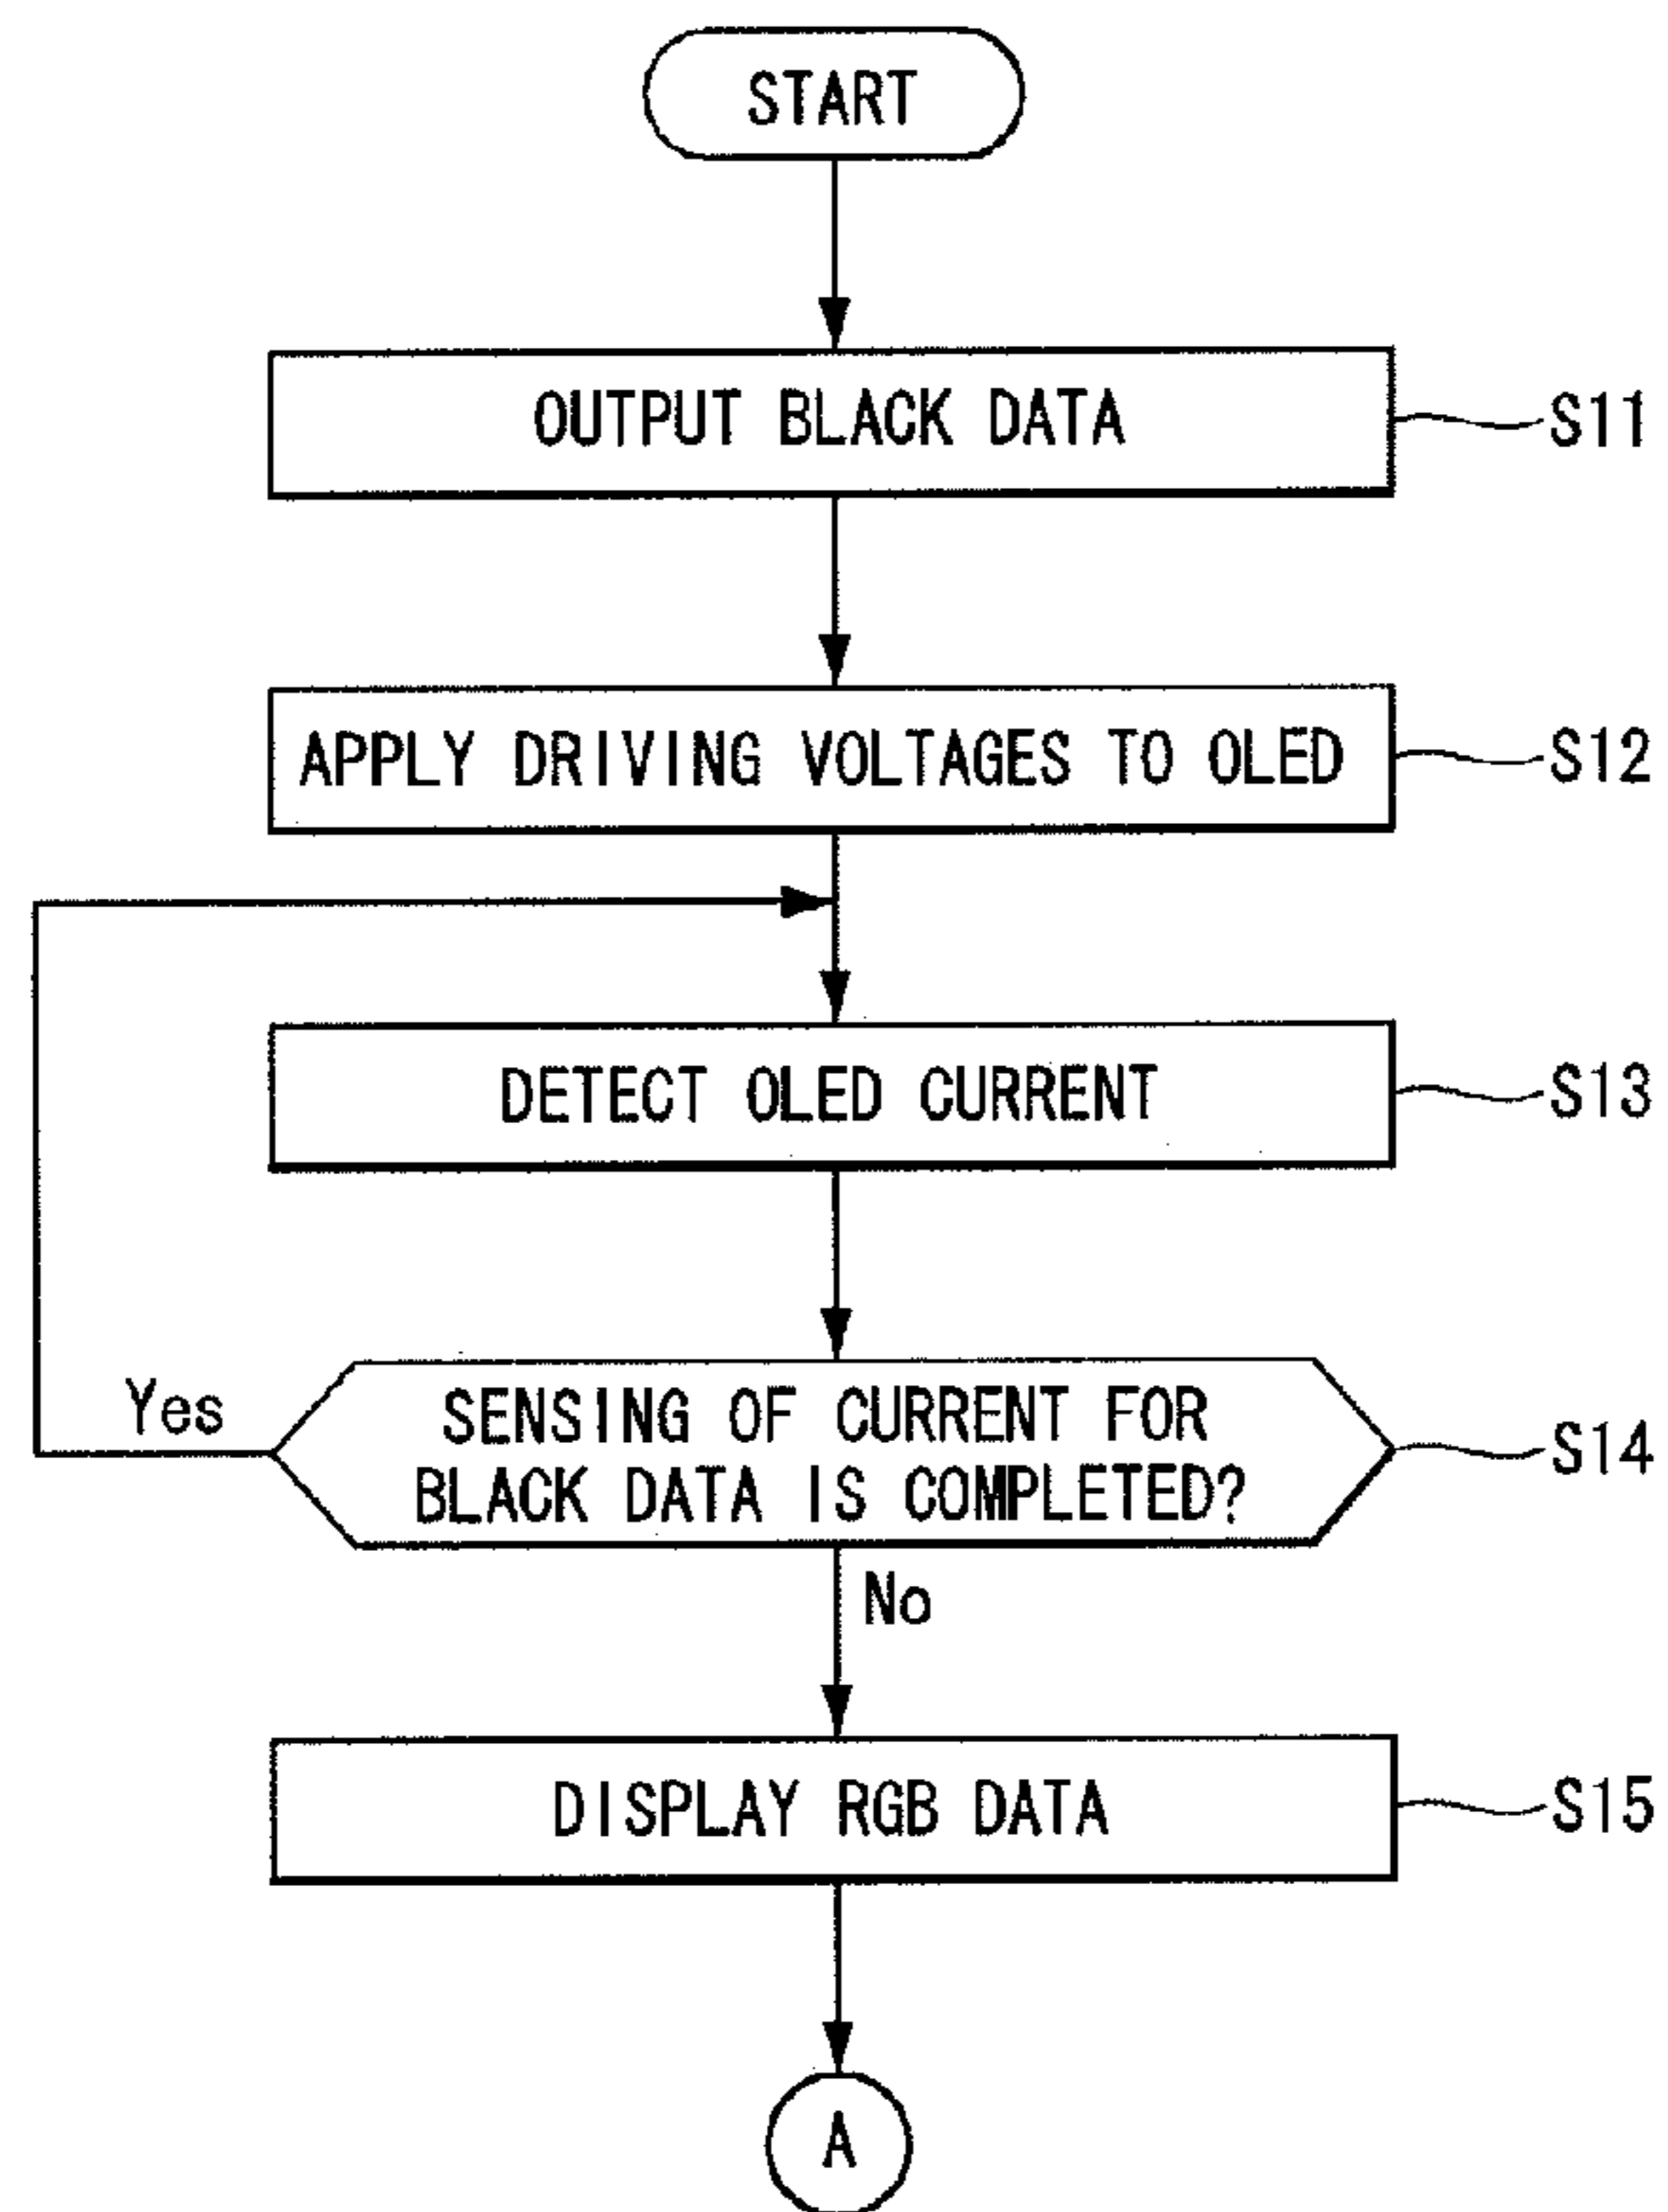 START
OUTPUT BLACK DATA
S11
APPLY DRIVING VOLTAGES TO OLED
S12
DETECT OLED CURRENT
S13
Yes
SENSING OF CURRENT FOR
BLACK DATA IS COMPLETED?
S14
No
DISPLAY RGB DATA
S15
A